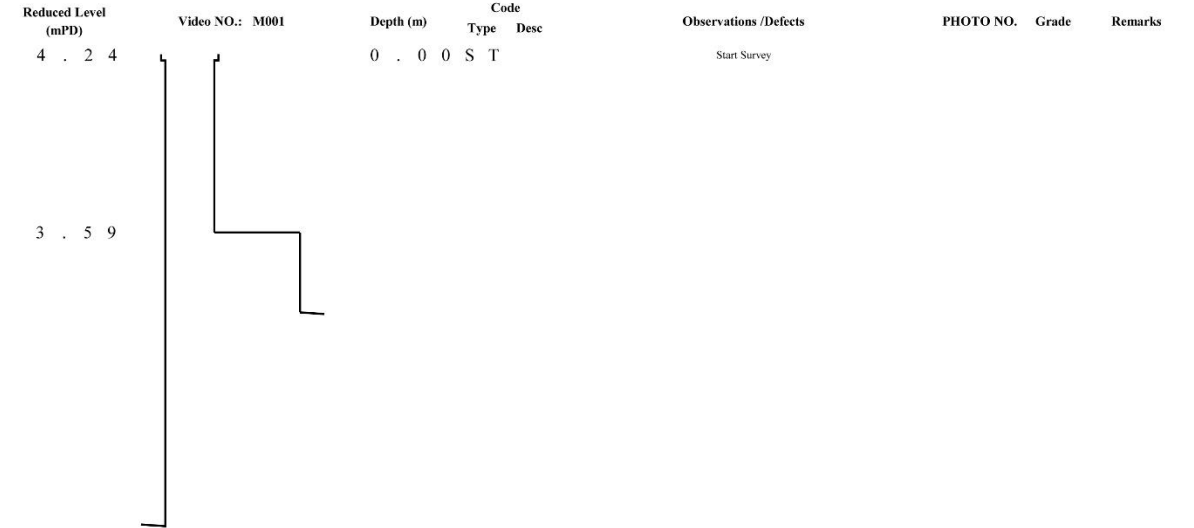 Reduced Level (mPD) Video NO.: M001 Depth (m) Code Type Desc Observations /Defects PHOTO NO. Grade Remarks
4 . 2 4 0 . 0 0 S T Start Survey
3 . 5 9